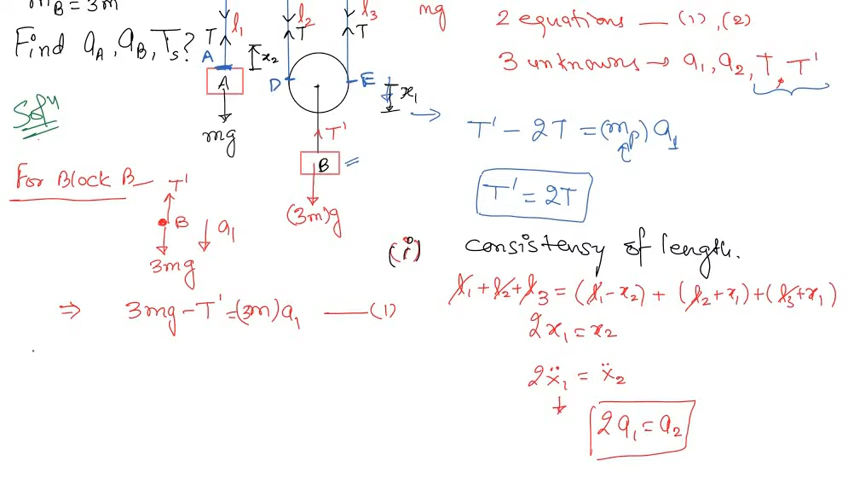 m_B = 3m
Find a_A, a_B, T_s?
Sol^n
T l_1
A
x_2
A
mg
l_2
T
l_3
T
D
E
x_1
T'
B
(3m)g
For Block B—
T'
B
a_1
3mg
⇒ 3mg - T' = (3m)a_1 —— (1)
mg
2 equations — (1), (2)
3 unknowns → a_1, a_2, T, T'
→ T' - 2T = (m_p) a_1
T' = 2T
(i) consistency of length.
l_1 + l_2 + l_3 = (l_1 - x_2) + (l_2 + x_1) + (l_3 + x_1)
2x_1 = x_2
2ẍ_1 = ẍ_2
2a_1 = a_2